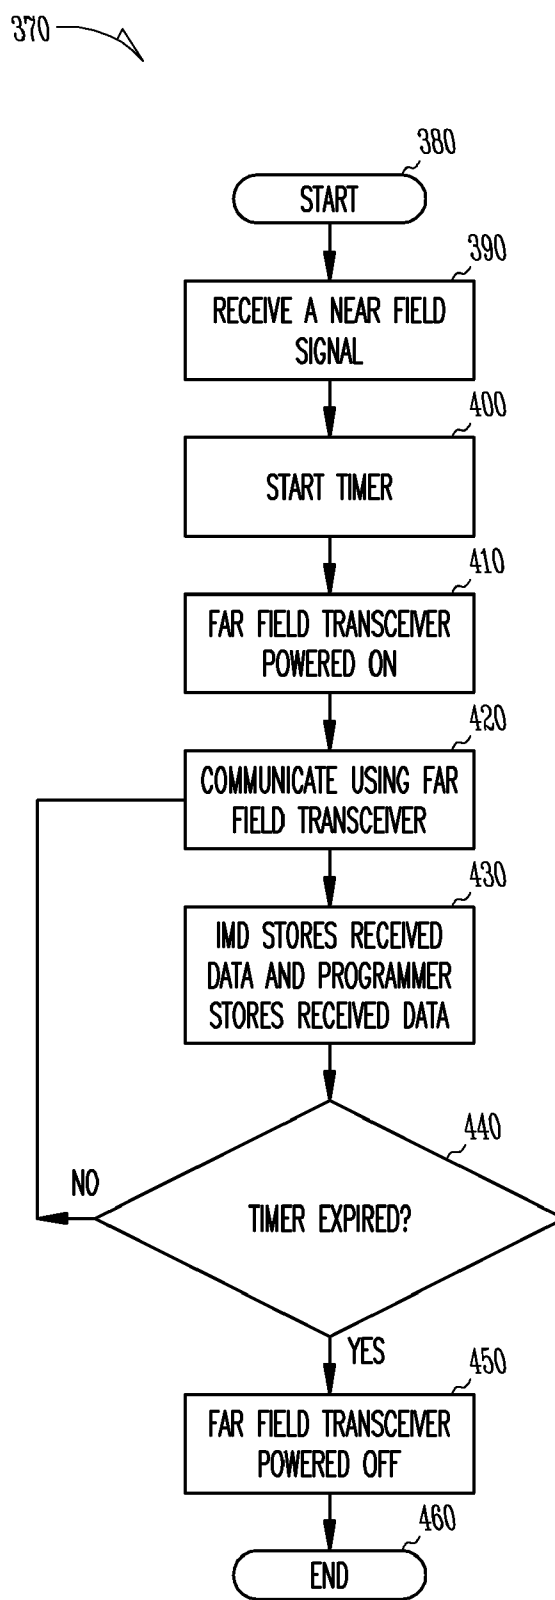 370
380
START
390
RECEIVE A NEAR FIELD
SIGNAL
400
START TIMER
410
FAR FIELD TRANSCEIVER
POWERED ON
420
COMMUNICATE USING FAR
FIELD TRANSCEIVER
430
IMD STORES RECEIVED
DATA AND PROGRAMMER
STORES RECEIVED DATA
440
NO
TIMER EXPIRED?
YES
450
FAR FIELD TRANSCEIVER
POWERED OFF
460
END